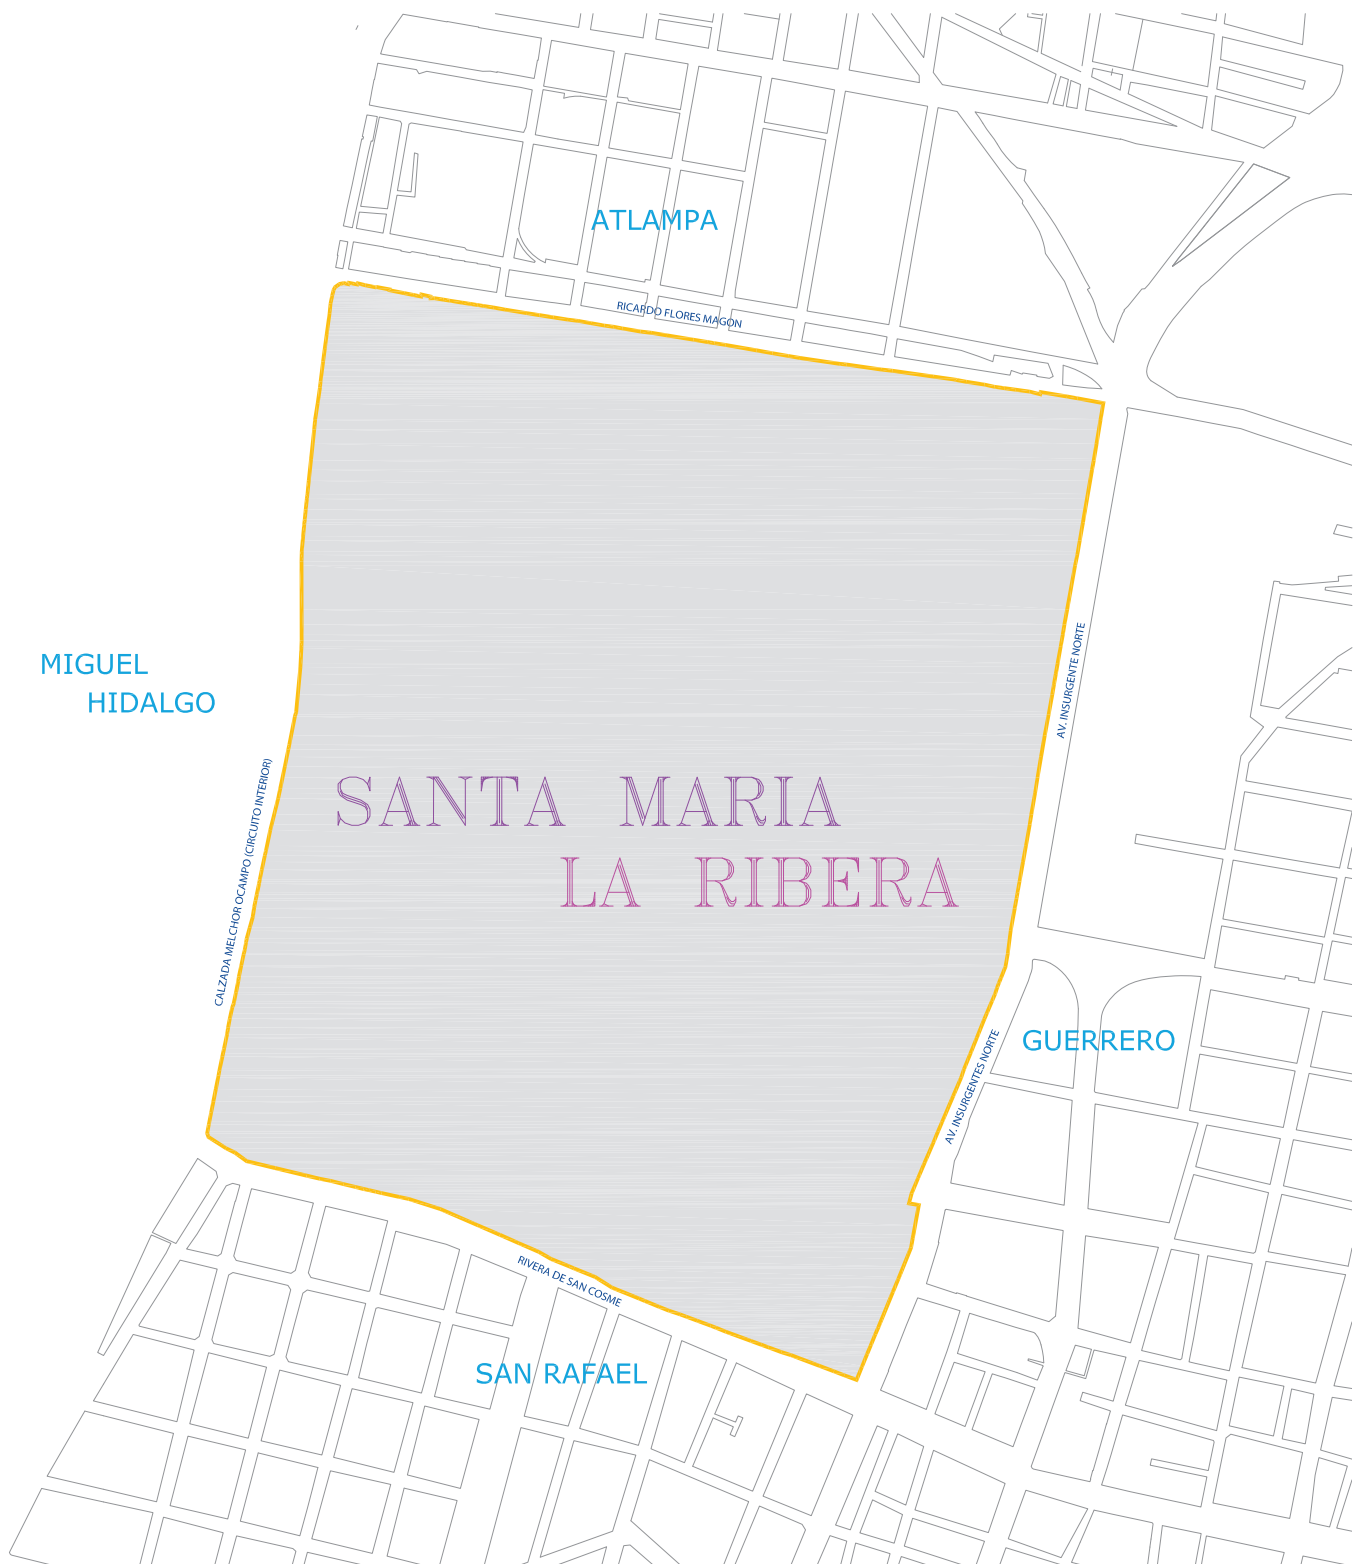 ATLAMPA
RICARDO FLORES MAGON
MIGUEL
HIDALGO
AV. INSURGENTE NORTE
CALZADA MELCHOR OCAMPO (CIRCUITO INTERIOR)
SANTA MARIA
LA RIBERA
GUERRERO
AV. INSURGENTES NORTE
RIVERA DE SAN COSME
SAN RAFAEL